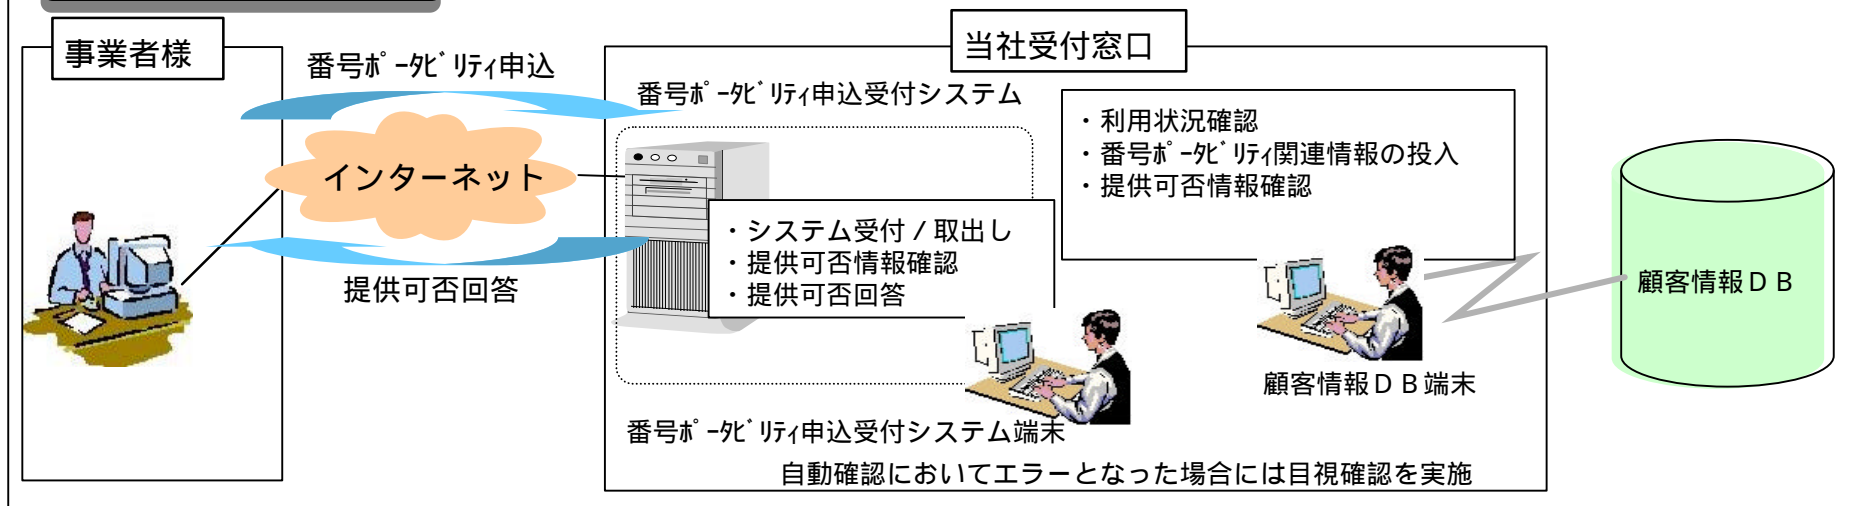 事業者様
番号ﾎﾟｰﾀﾋﾞﾘﾃｨ申込
インターネット
提供可否回答
当社受付窓口
番号ﾎﾟｰﾀﾋﾞﾘﾃｨ申込受付システム
・システム受付／取出し
・提供可否情報確認
・提供可否回答
番号ﾎﾟｰﾀﾋﾞﾘﾃｨ申込受付システム端末
・利用状況確認
・番号ﾎﾟｰﾀﾋﾞﾘﾃｨ関連情報の投入
・提供可否情報確認
顧客情報ＤＢ端末
自動確認においてエラーとなった場合には目視確認を実施
顧客情報ＤＢ